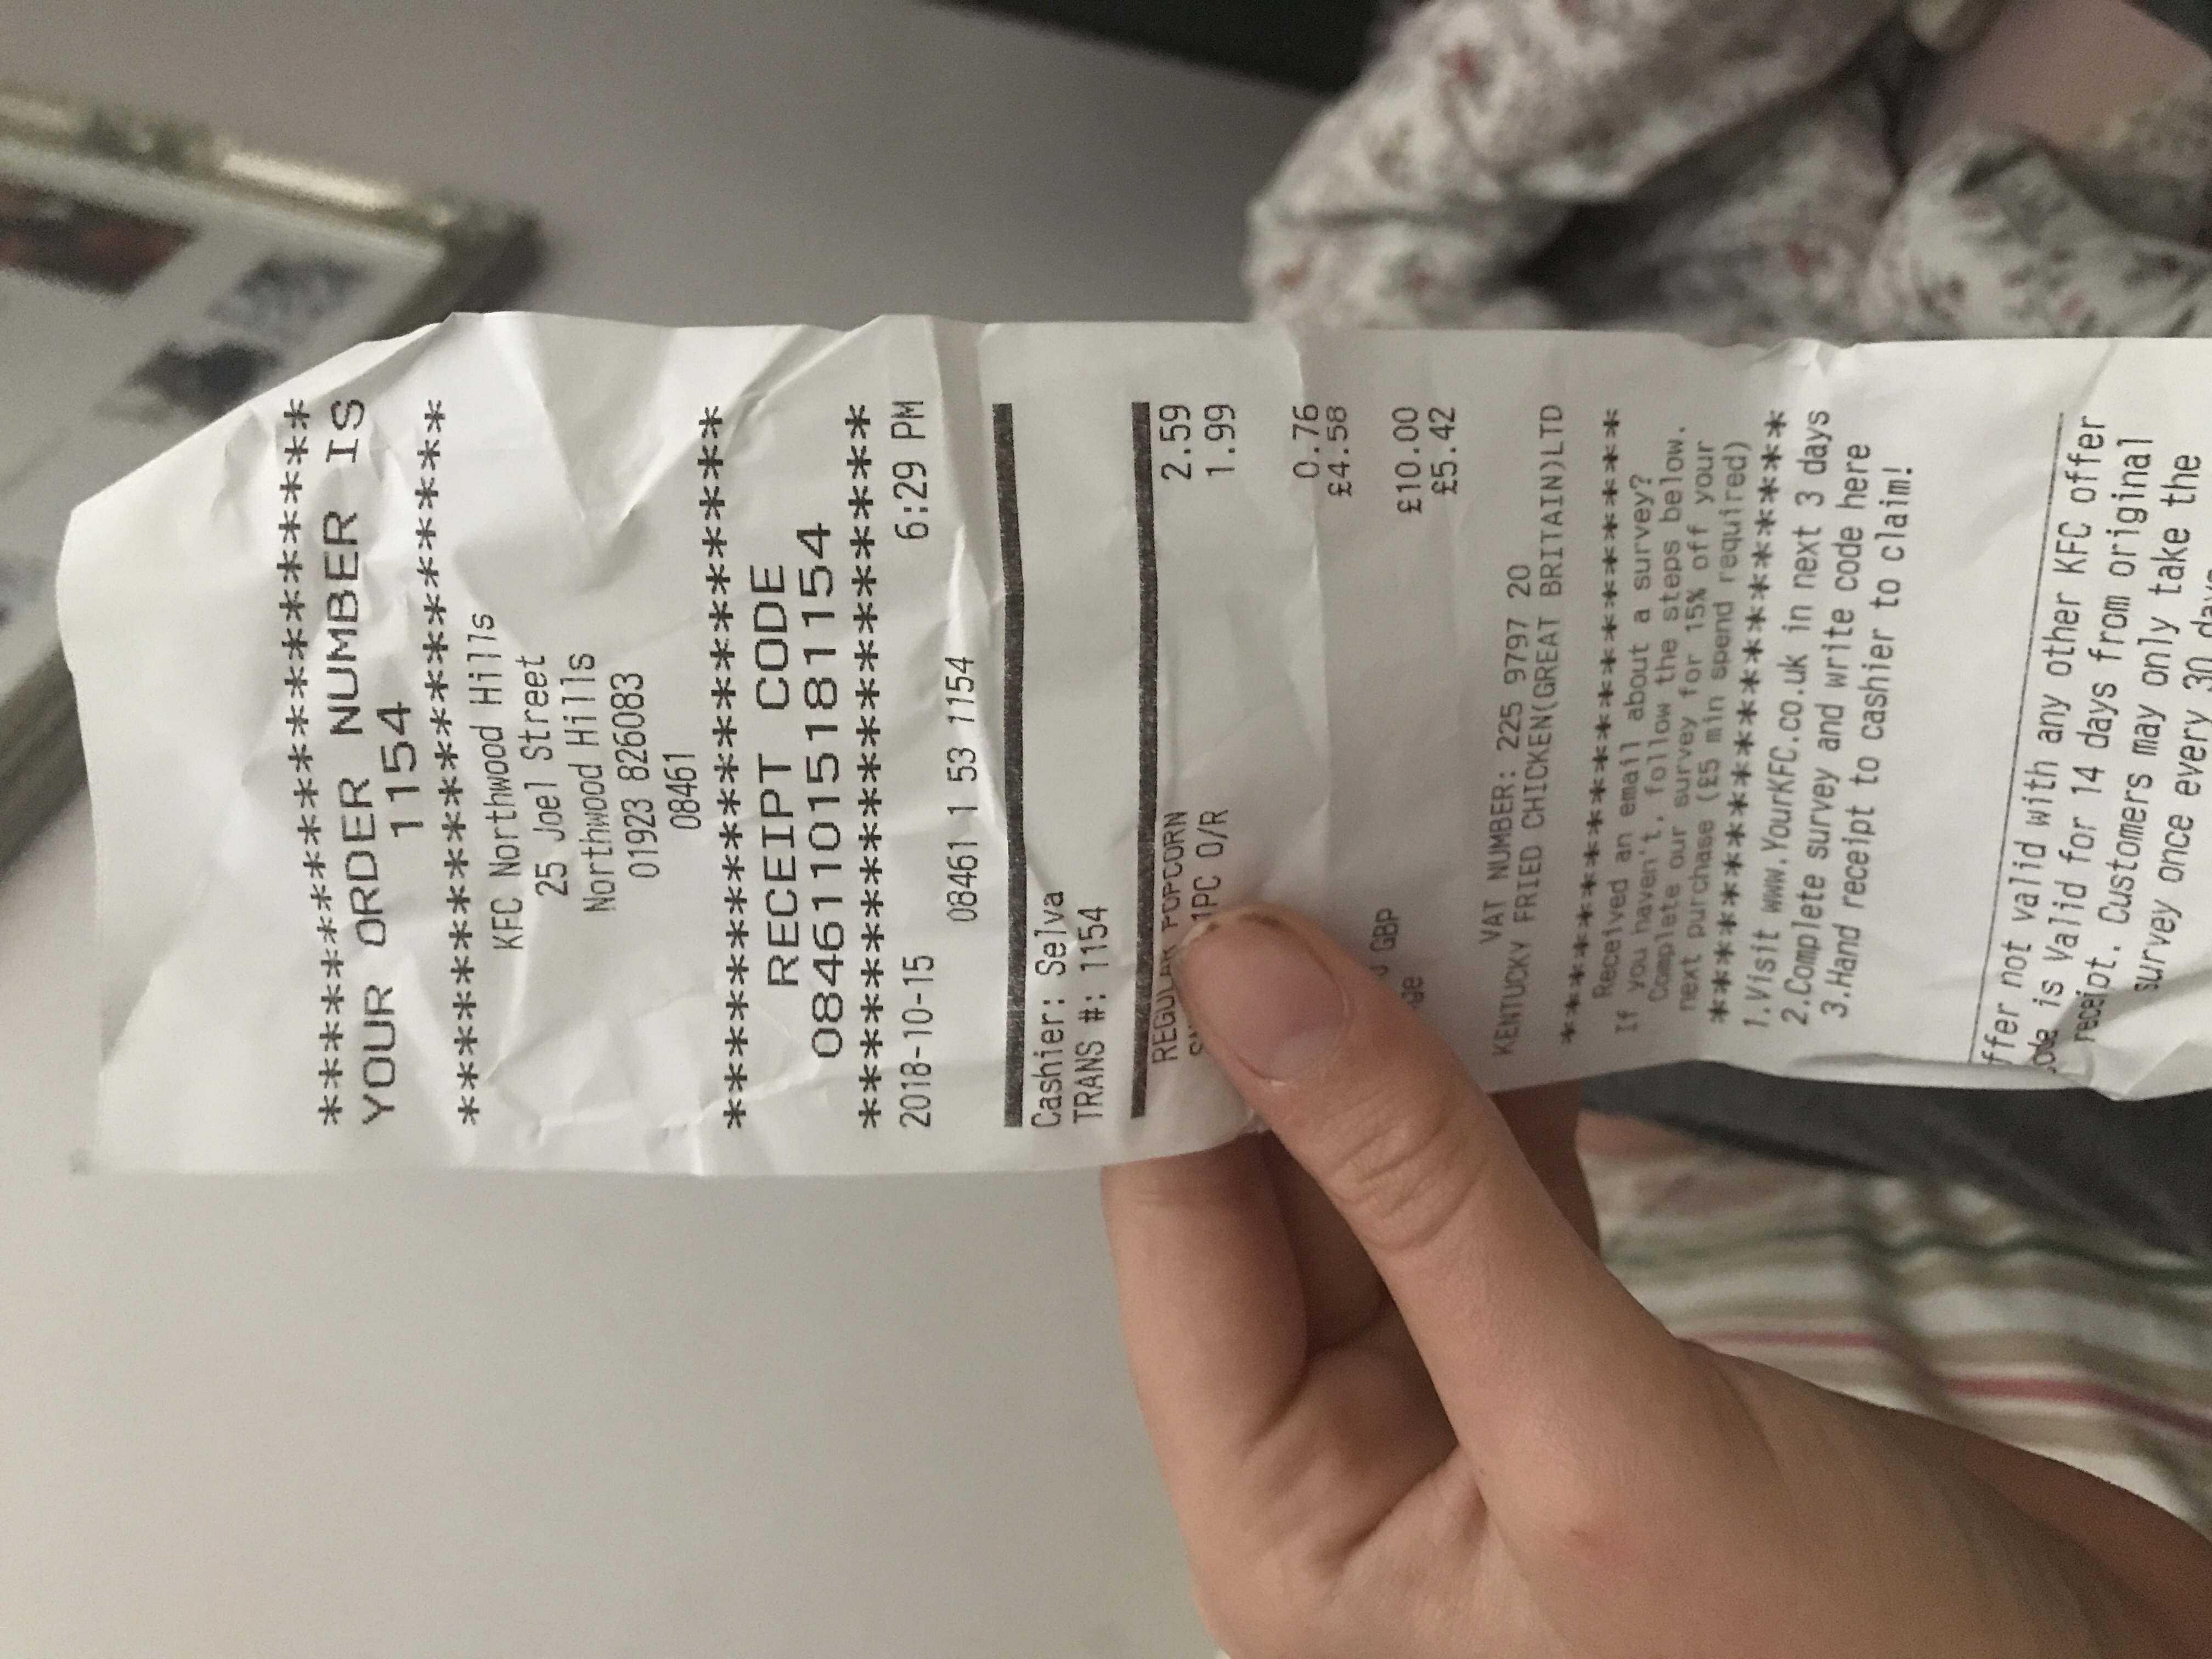 ********************
YOUR ORDER NUMBER IS
1154
********************
KFC Northwood Hills
25 Joel Street
Northwood Hills
01923 826083
08461
********************
RECEIPT CODE
084611015181154
********************
2018-10-15 6:29 PM
08461 1 53 1154
Cashier: Selva
TRANS #: 1154
REGULAR POPCORN 2.59
1PC O/R 1.99
0.76
£4.58
GBP £10.00
£5.42
VAT NUMBER: 225 9797 20
KENTUCKY FRIED CHICKEN(GREAT BRITAIN)LTD
********************
Received an email about a survey?
If you haven't, follow the steps below.
Complete our survey for 15% off your
next purchase (£5 min spend required)
********************
1.Visit www.YourKFC.co.uk in next 3 days
2.Complete survey and write code here
3.Hand receipt to cashier to claim!
ffer not valid with any other KFC offer
ode is Valid for 14 days from original
receipt. Customers may only take the
survey once every 30 days